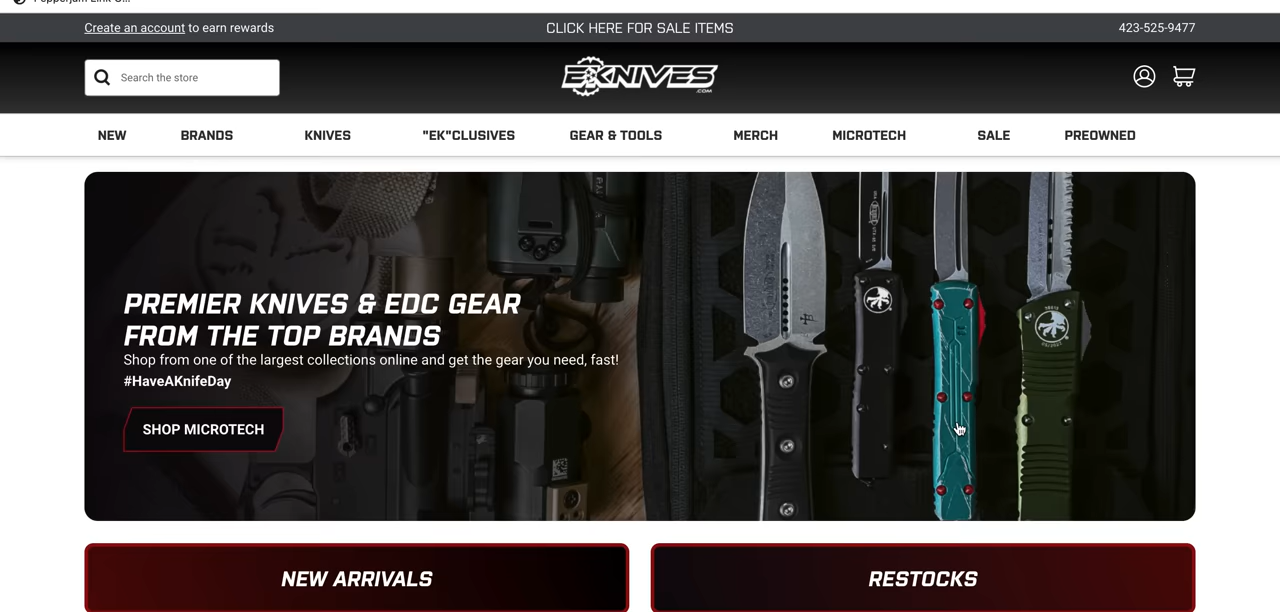 Create an account to earn rewards
CLICK HERE FOR SALE ITEMS
423-525-9477
Search the store
EKNIVES
.COM
NEW
BRANDS
KNIVES
"EK"CLUSIVES
GEAR & TOOLS
MERCH
MICROTECH
SALE
PREOWNED
PREMIER KNIVES & EDC GEAR
FROM THE TOP BRANDS
Shop from one of the largest collections online and get the gear you need, fast!
#HaveAKnifeDay
SHOP MICROTECH
NEW ARRIVALS
RESTOCKS